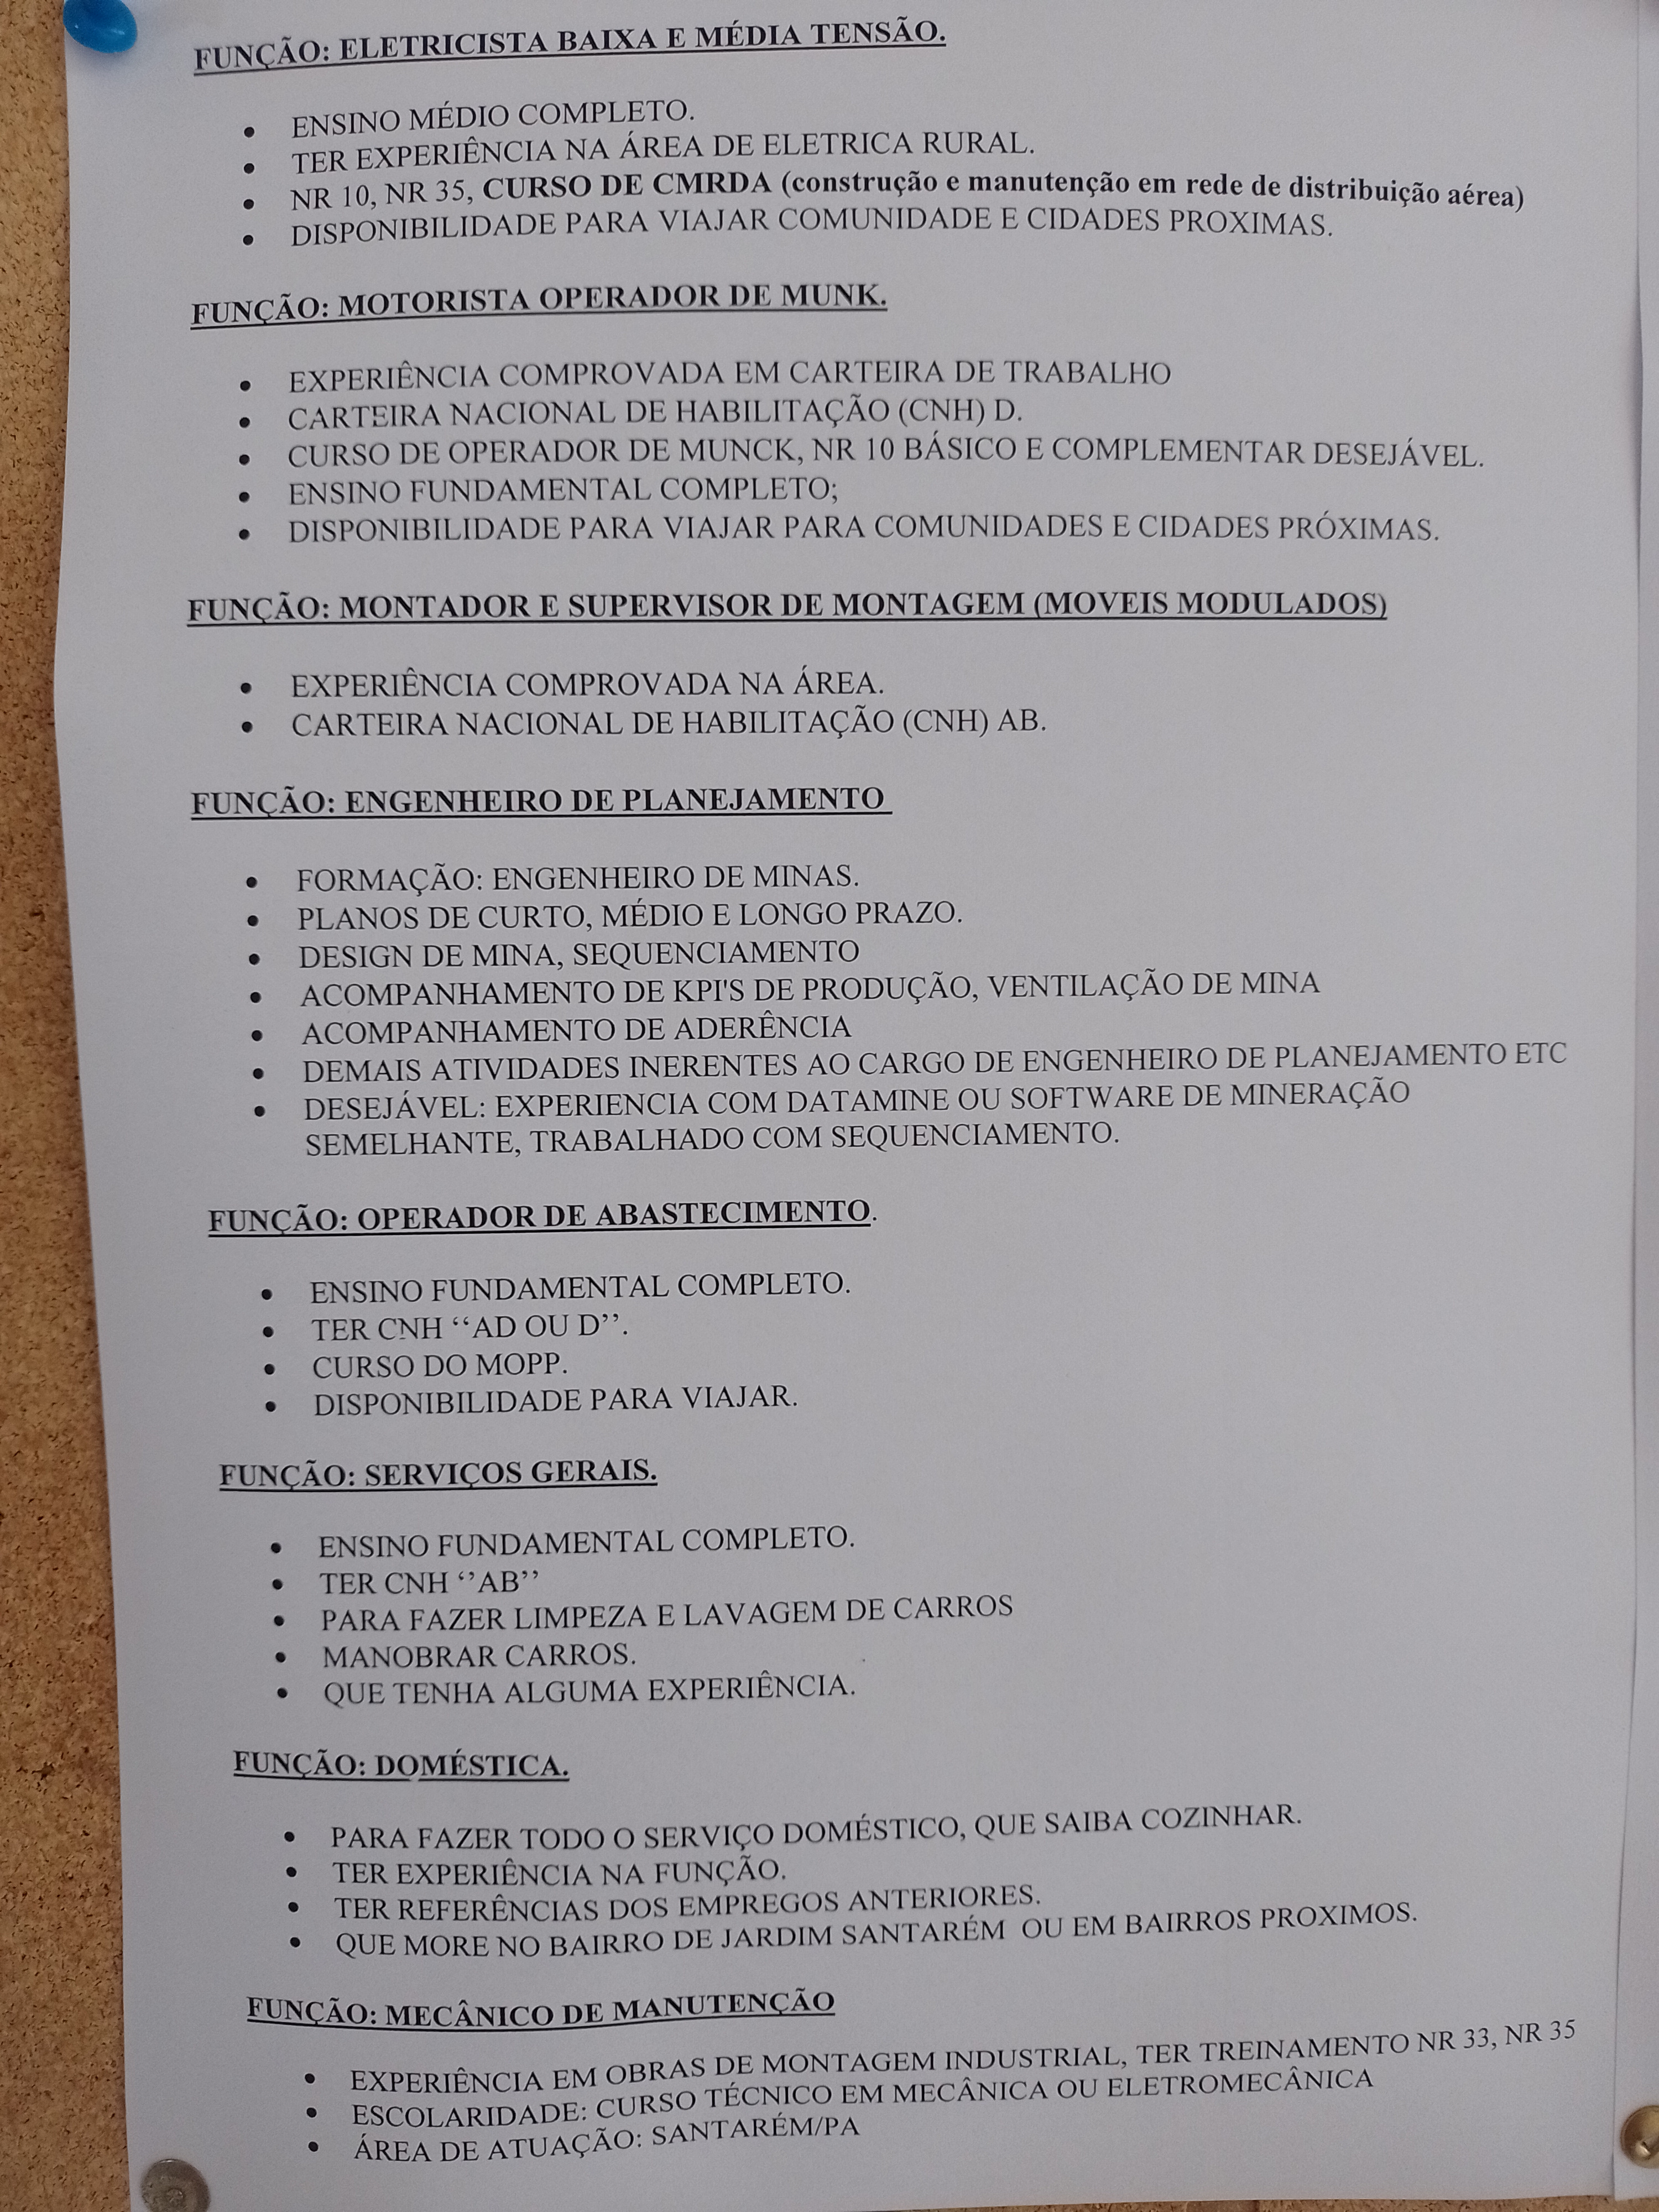 FUNÇÃO: ELETRICISTA BAIXA E MÉDIA TENSÃO.
• ENSINO MÉDIO COMPLETO.
• TER EXPERIÊNCIA NA ÁREA DE ELETRICA RURAL.
• NR 10, NR 35, CURSO DE CMRDA (construção e manutenção em rede de distribuição aérea)
• DISPONIBILIDADE PARA VIAJAR COMUNIDADE E CIDADES PROXIMAS.
FUNÇÃO: MOTORISTA OPERADOR DE MUNK.
• EXPERIÊNCIA COMPROVADA EM CARTEIRA DE TRABALHO
• CARTEIRA NACIONAL DE HABILITAÇÃO (CNH) D.
• CURSO DE OPERADOR DE MUNCK, NR 10 BÁSICO E COMPLEMENTAR DESEJÁVEL.
• ENSINO FUNDAMENTAL COMPLETO;
• DISPONIBILIDADE PARA VIAJAR PARA COMUNIDADES E CIDADES PRÓXIMAS.
FUNÇÃO: MONTADOR E SUPERVISOR DE MONTAGEM (MOVEIS MODULADOS)
• EXPERIÊNCIA COMPROVADA NA ÁREA.
• CARTEIRA NACIONAL DE HABILITAÇÃO (CNH) AB.
FUNÇÃO: ENGENHEIRO DE PLANEJAMENTO
• FORMAÇÃO: ENGENHEIRO DE MINAS.
• PLANOS DE CURTO, MÉDIO E LONGO PRAZO.
• DESIGN DE MINA, SEQUENCIAMENTO
• ACOMPANHAMENTO DE KPI'S DE PRODUÇÃO, VENTILAÇÃO DE MINA
• ACOMPANHAMENTO DE ADERÊNCIA
• DEMAIS ATIVIDADES INERENTES AO CARGO DE ENGENHEIRO DE PLANEJAMENTO ETC
• DESEJÁVEL: EXPERIENCIA COM DATAMINE OU SOFTWARE DE MINERAÇÃO
SEMELHANTE, TRABALHADO COM SEQUENCIAMENTO.
FUNÇÃO: OPERADOR DE ABASTECIMENTO.
• ENSINO FUNDAMENTAL COMPLETO.
• TER CNH ‘‘AD OU D’’.
• CURSO DO MOPP.
• DISPONIBILIDADE PARA VIAJAR.
FUNÇÃO: SERVIÇOS GERAIS.
• ENSINO FUNDAMENTAL COMPLETO.
• TER CNH ‘’AB’’
• PARA FAZER LIMPEZA E LAVAGEM DE CARROS
• MANOBRAR CARROS.
• QUE TENHA ALGUMA EXPERIÊNCIA.
FUNÇÃO: DOMÉSTICA.
• PARA FAZER TODO O SERVIÇO DOMÉSTICO, QUE SAIBA COZINHAR.
• TER EXPERIÊNCIA NA FUNÇÃO.
• TER REFERÊNCIAS DOS EMPREGOS ANTERIORES.
• QUE MORE NO BAIRRO DE JARDIM SANTARÉM OU EM BAIRROS PROXIMOS.
FUNÇÃO: MECÂNICO DE MANUTENÇÃO
• EXPERIÊNCIA EM OBRAS DE MONTAGEM INDUSTRIAL, TER TREINAMENTO NR 33, NR 35
• ESCOLARIDADE: CURSO TÉCNICO EM MECÂNICA OU ELETROMECÂNICA
• ÁREA DE ATUAÇÃO: SANTARÉM/PA